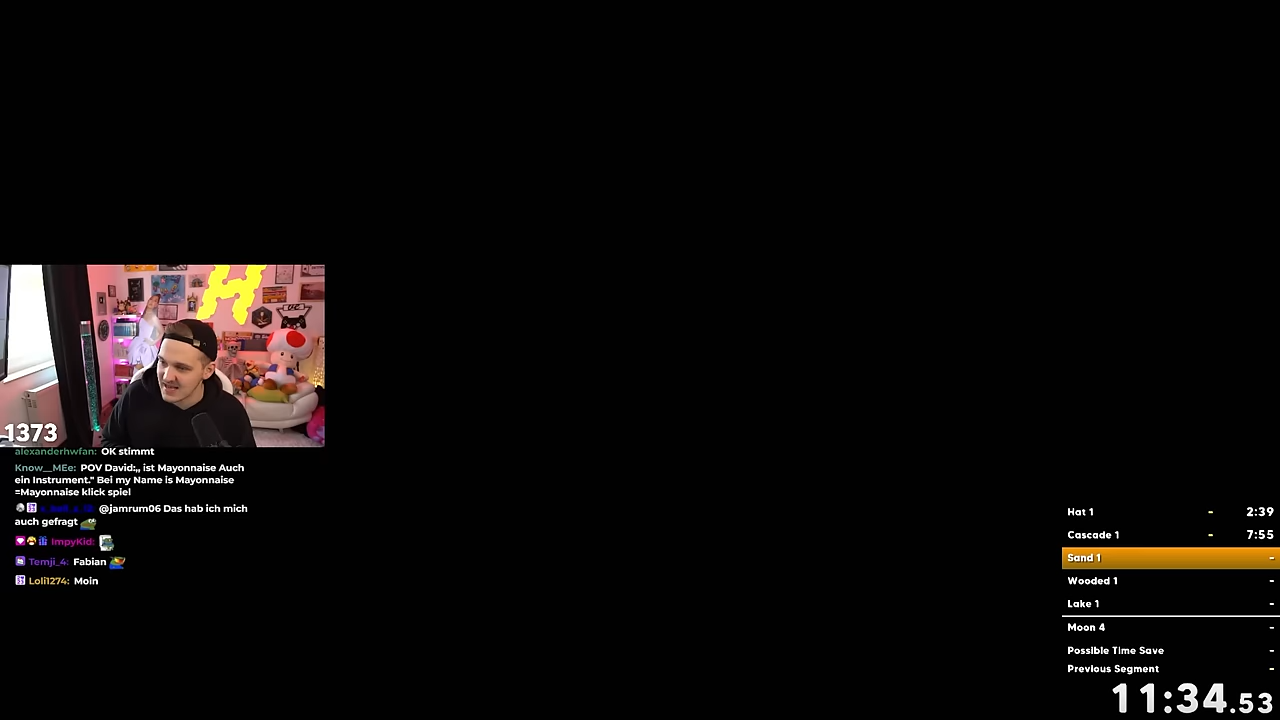 1373
alexanderhwfan: OK stimmt
Know__MEe: POV David:,, ist Mayonnaise Auch
ein Instrument." Bei my Name is Mayonnaise
=Mayonnaise klick spiel
@jamrum06 Das hab ich mich
auch gefragt
ImpyKid:
Temji_4: Fabian
Loli1274: Moin
Hat 1 - 2:39
Cascade 1 - 7:55
Sand 1 -
Wooded 1 -
Lake 1 -
Moon 4 -
Possible Time Save -
Previous Segment -
11:34.53